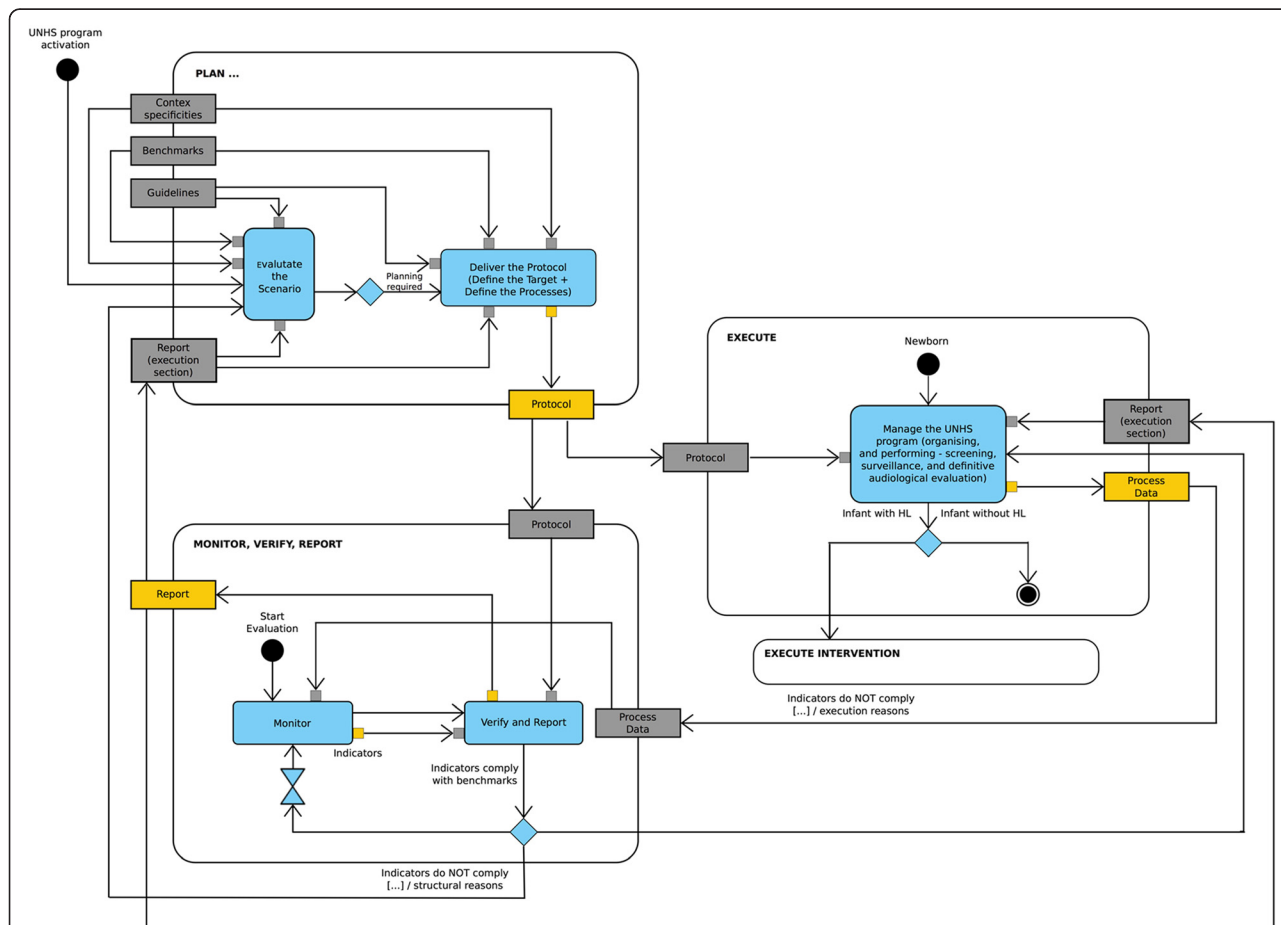 UNHS program
activation
PLAN ...
Contex
specificities
Benchmarks
Guidelines
Evalutate
the
Scenario
Planning
required
Deliver the Protocol
(Define the Target +
Define the Processes)
Report
(execution
section)
Protocol
EXECUTE
Newborn
Protocol
Manage the UNHS
program (organising,
and performing - screening,
surveillance, and definitive
audiological evaluation)
Report
(execution
section)
Process
Data
Infant with HL
Infant without HL
EXECUTE INTERVENTION
Protocol
MONITOR, VERIFY, REPORT
Report
Start
Evaluation
Monitor
Indicators
Verify and Report
Process
Data
Indicators do NOT comply
[...] / execution reasons
Indicators comply
with benchmarks
Indicators do NOT comply
[...] / structural reasons